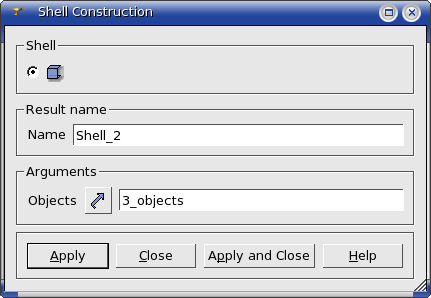 Shell Construction
Shell
Result name
Name Shell_2
Arguments
Objects 3_objects
Apply Close Apply and Close Help